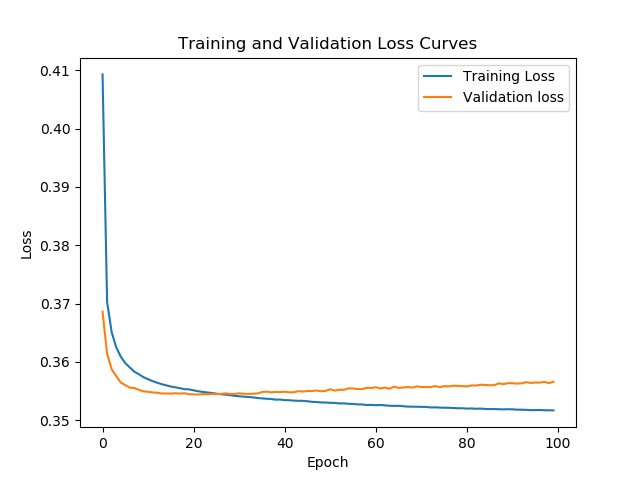 Training and Validation Loss Curves
Training Loss
Validation loss
0.41
0.40
0.39
0.38
0.37
0.36
0.35
Loss
0
20
40
60
80
100
Epoch